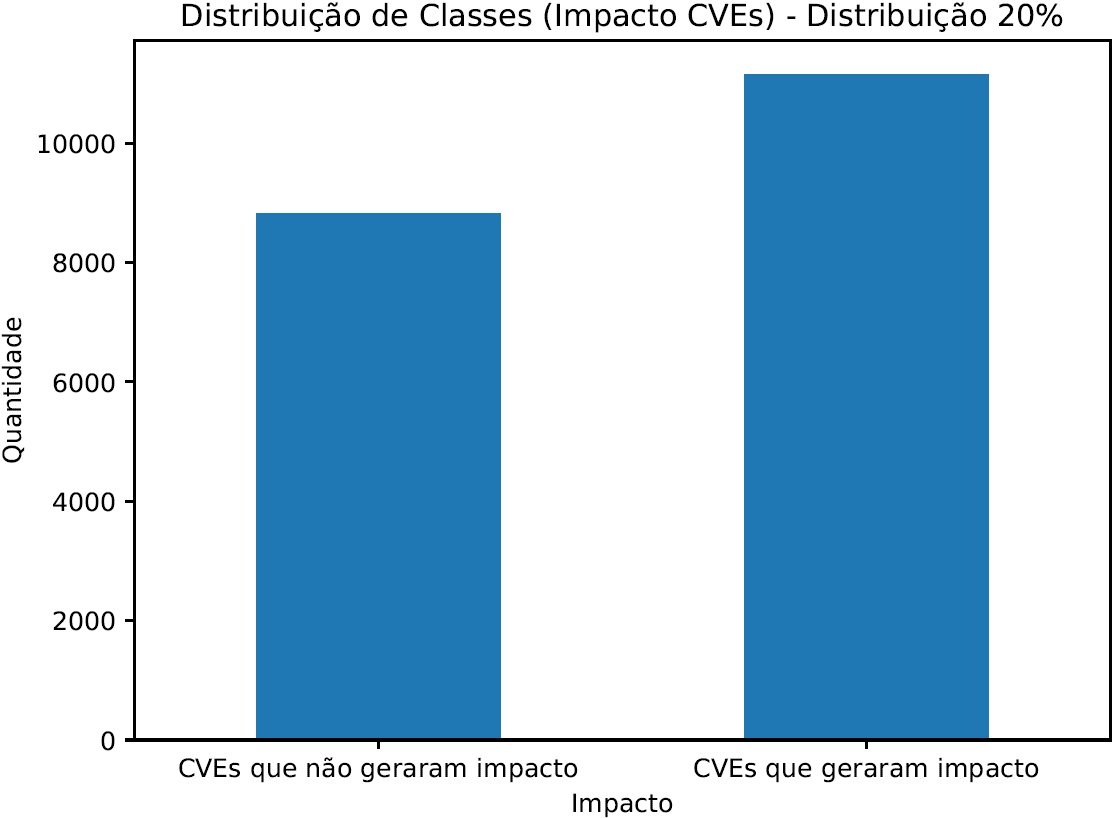 Distribuição de Classes (Impacto CVEs) - Distribuição 20%
10000
8000
6000
4000
2000
0
Quantidade
CVEs que não geraram impacto
CVEs que geraram impacto
Impacto